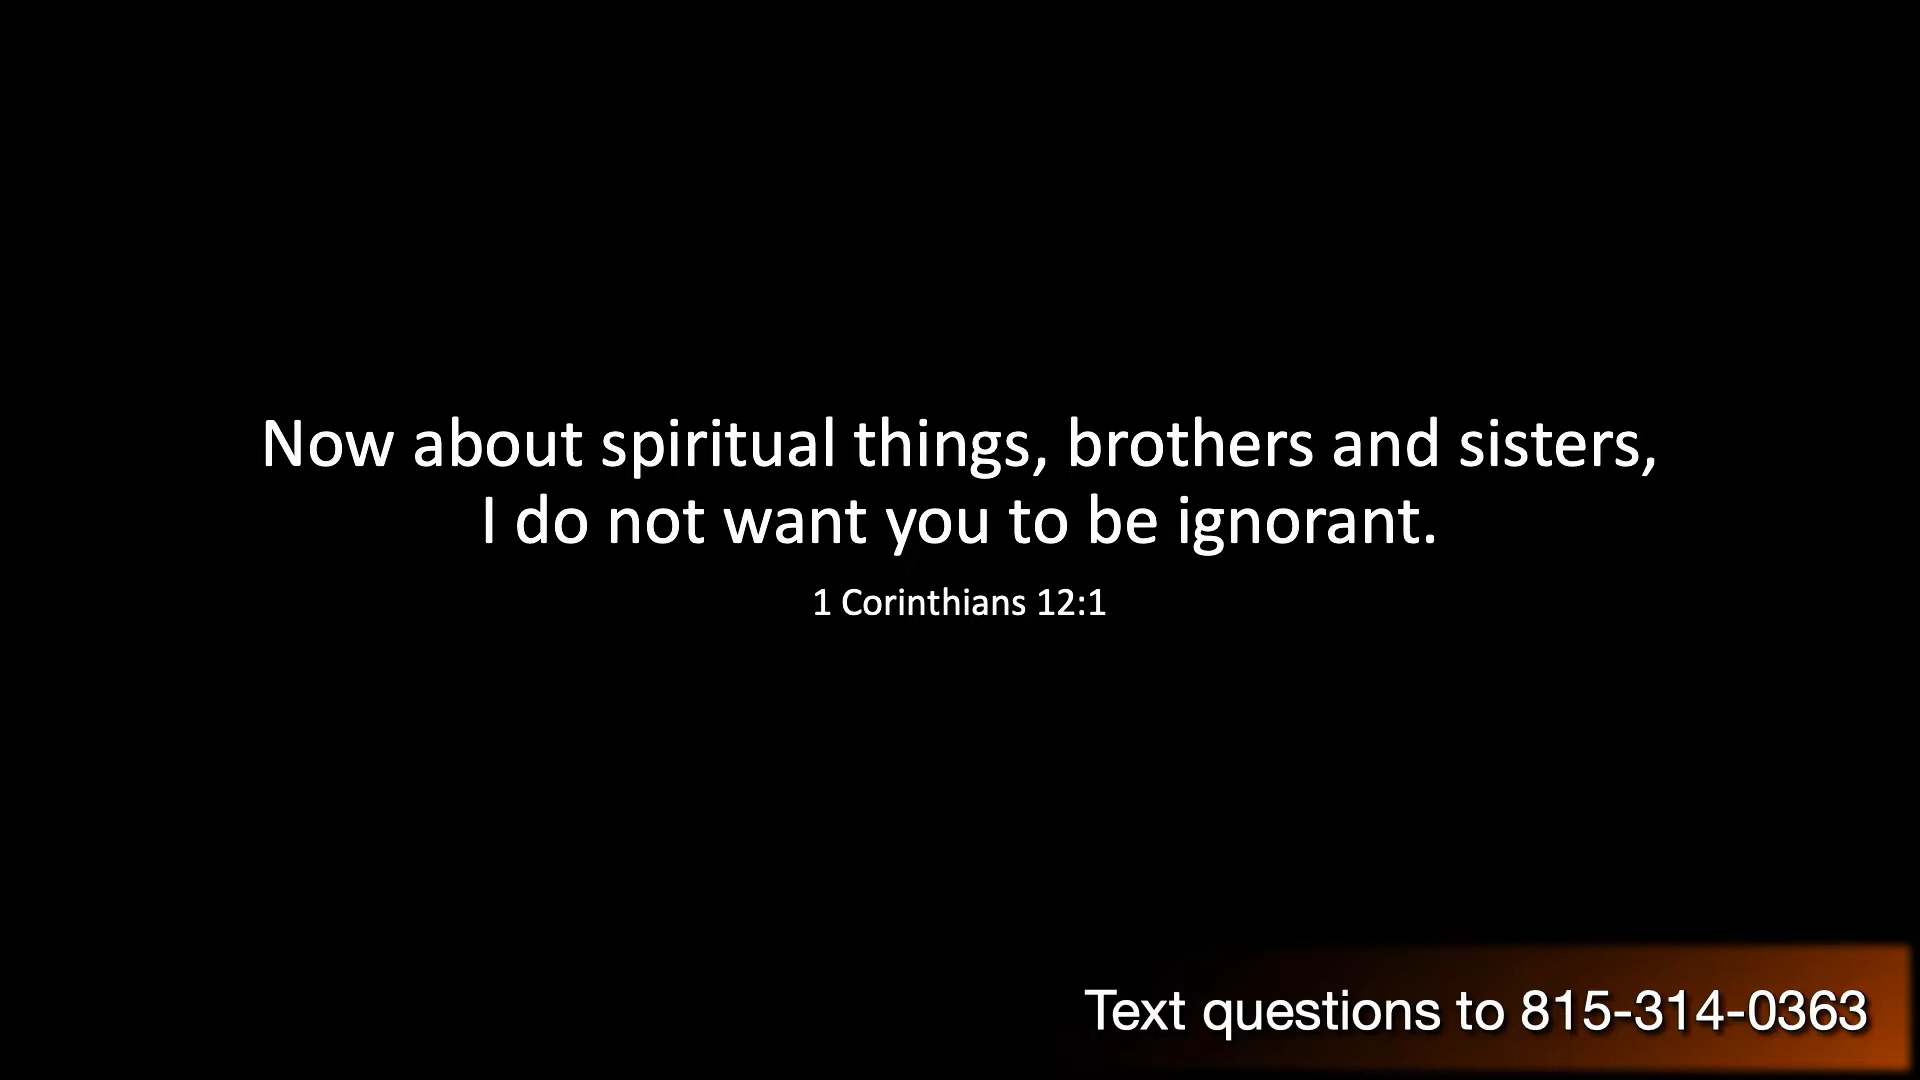 Now about spiritual things, brothers and sisters,
I do not want you to be ignorant.
1 Corinthians 12:1
Text questions to 815-314-0363